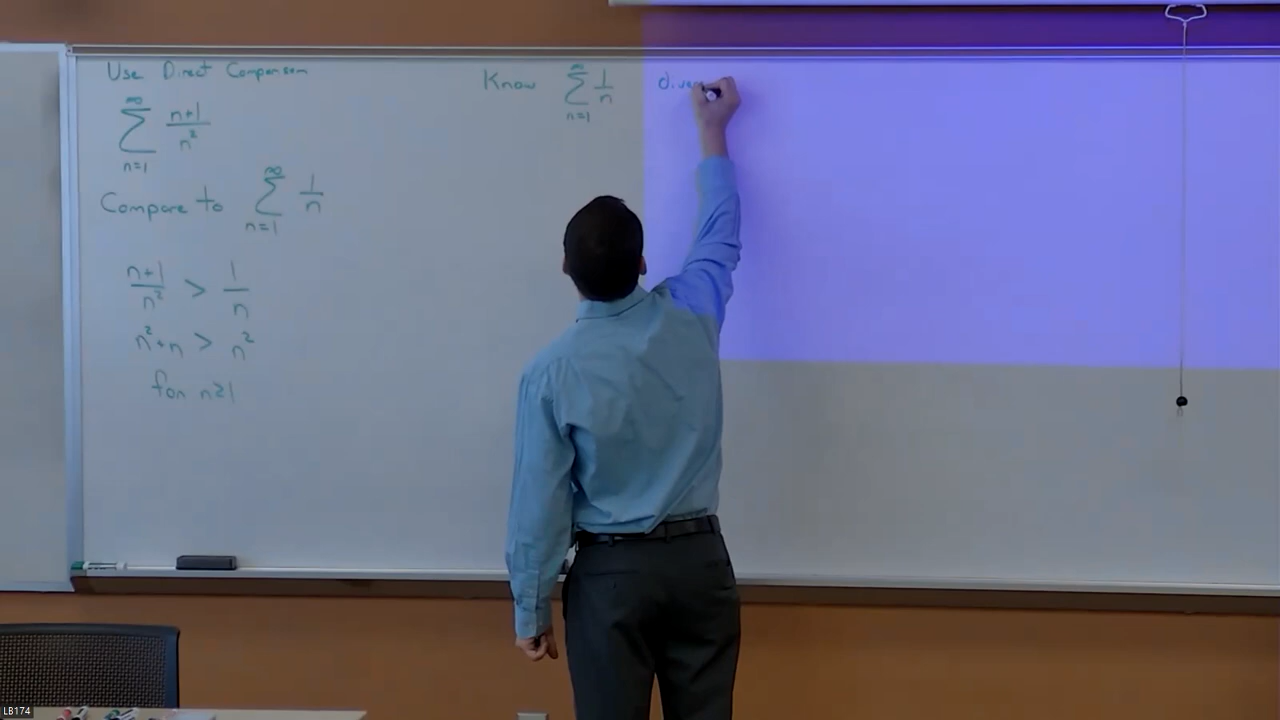 Use Direct Comparison
∞
∑ n+1/n²
n=1
Compare to ∞ ∑ n=1 1/n
n+1/n² > 1/n
n²+n > n²
for n≥1
Know ∞ ∑ n=1 1/n
LB174